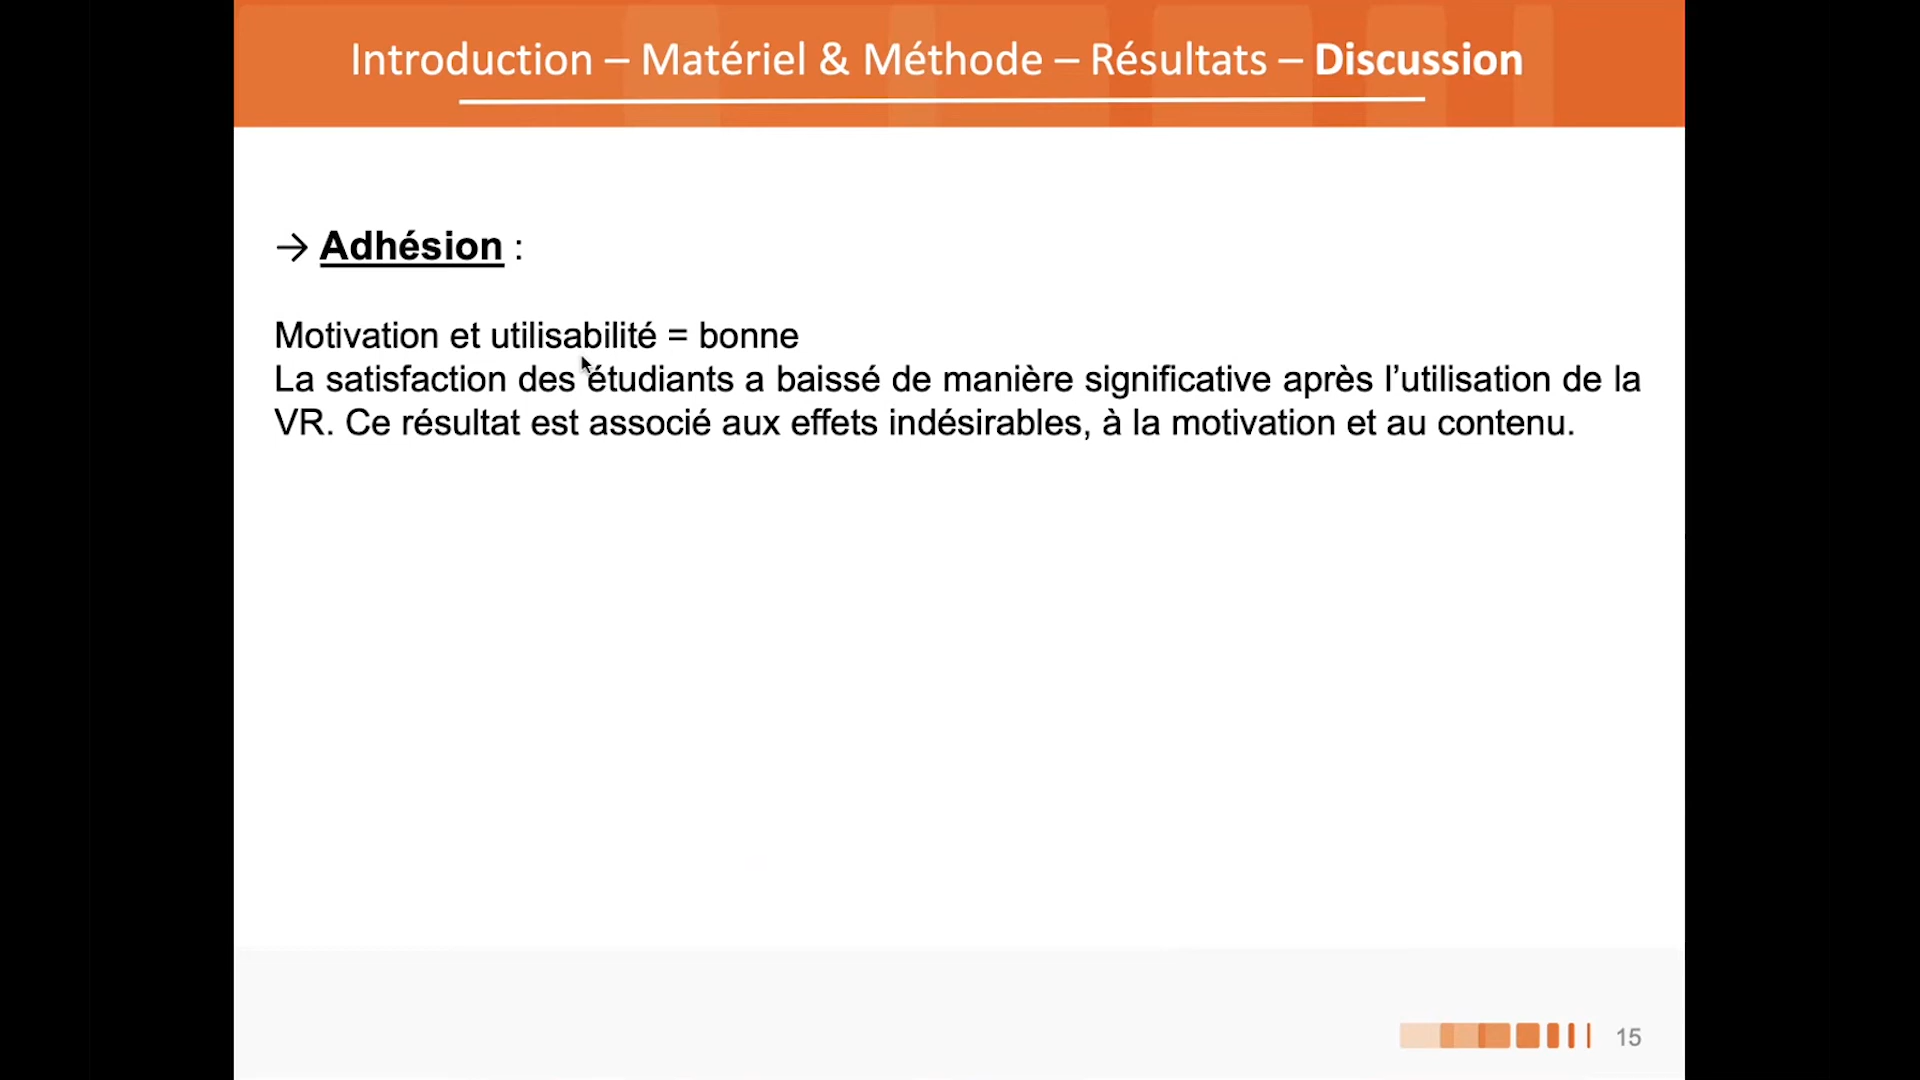 Introduction – Matériel & Méthode – Résultats – Discussion
→ Adhésion :
Motivation et utilisabilité = bonne
La satisfaction des étudiants a baissé de manière significative après l’utilisation de la
VR. Ce résultat est associé aux effets indésirables, à la motivation et au contenu.
15